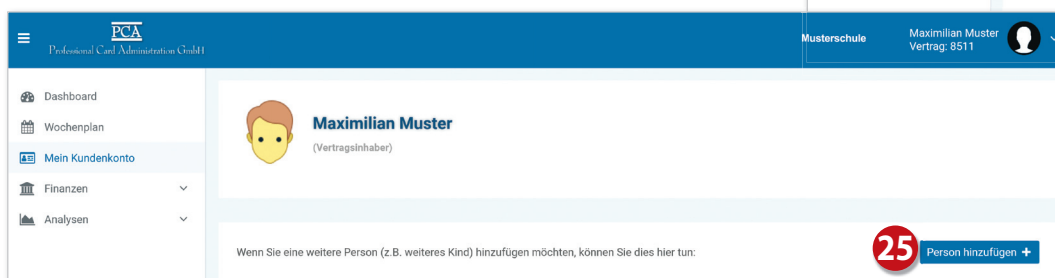 PCA
Professional Card Administration GmbH
Musterschule
Maximilian Muster
Vertrag: 8511
Dashboard
Wochenplan
Mein Kundenkonto
Finanzen
Analysen
Maximilian Muster
(Vertragsinhaber)
Wenn Sie eine weitere Person (z.B. weiteres Kind) hinzufügen möchten, können Sie dies hier tun:
25
Person hinzufügen +